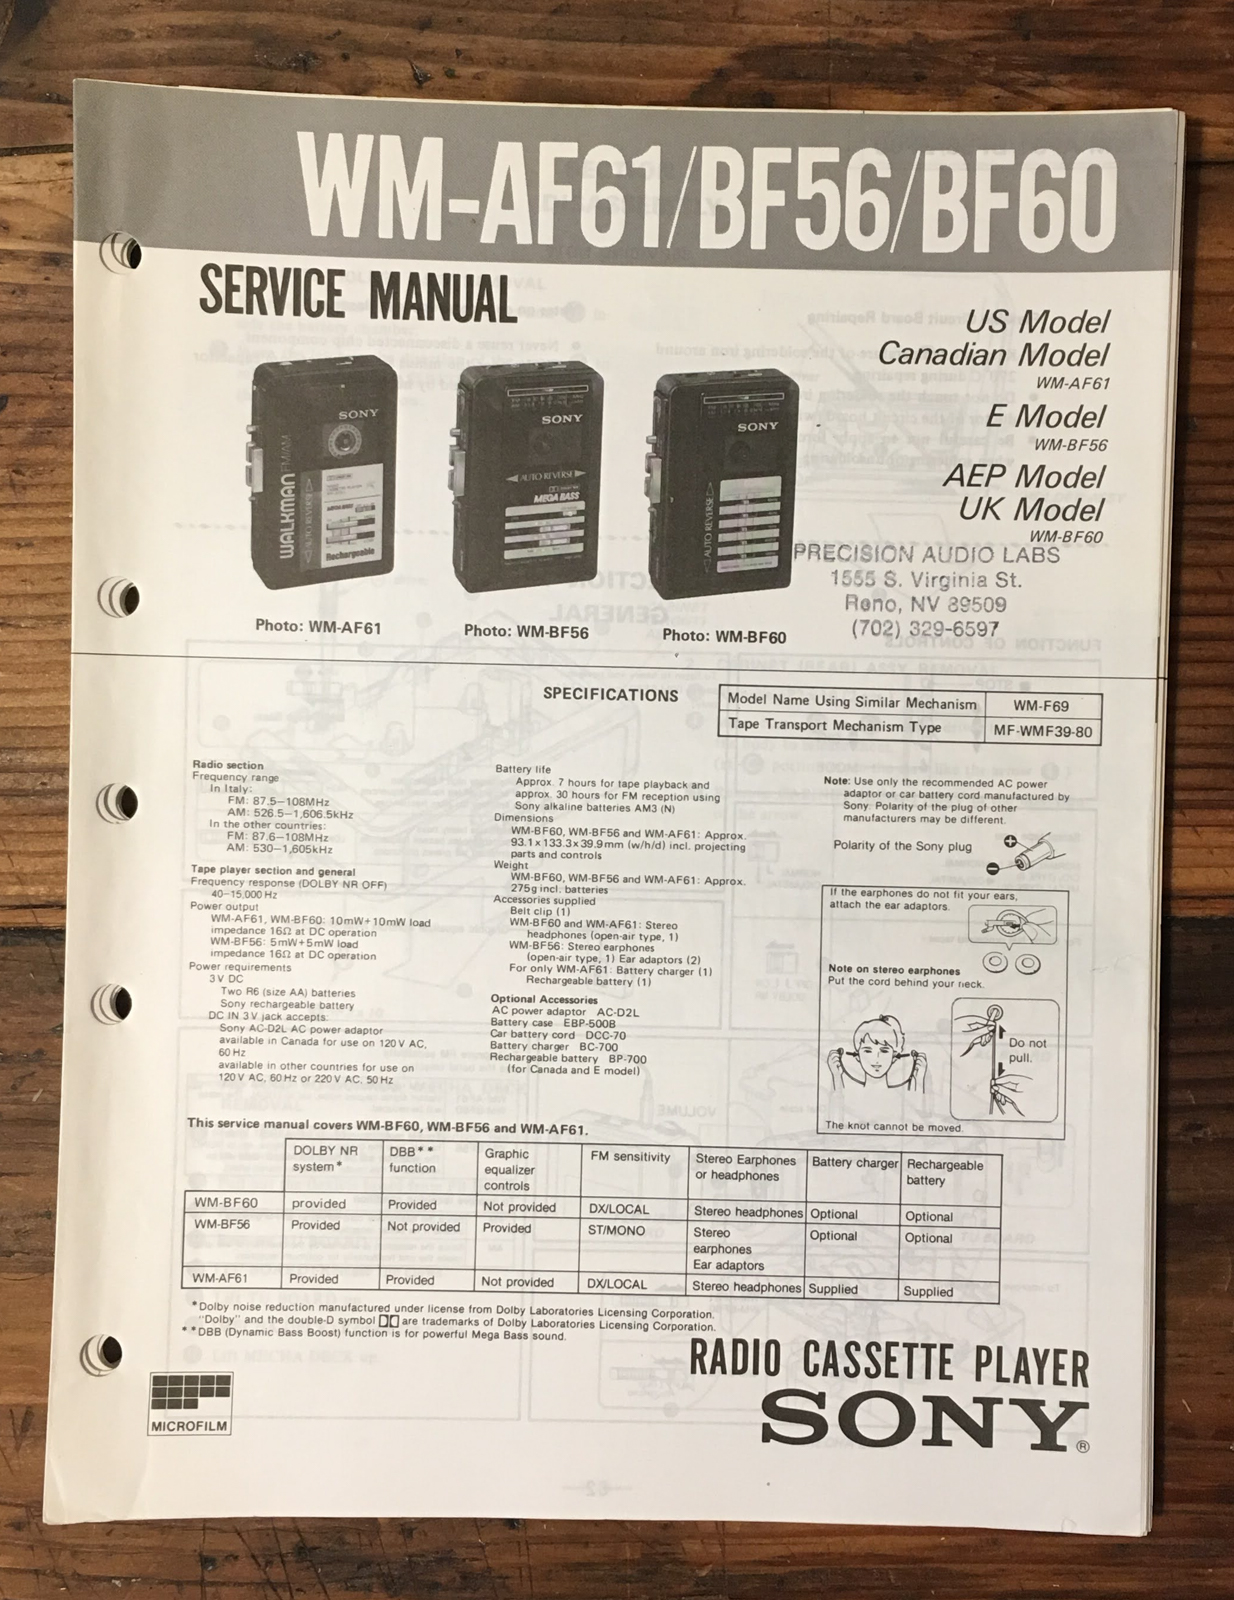 WM-AF61/BF56/BF60
SERVICE MANUAL
US Model
Canadian Model
WM-AF61
E Model
WM-BF56
AEP Model
UK Model
WM-BF60
PRECISION AUDIO LABS
1555 S. Virginia St.
Reno, NV 89509
(702) 329-6597
SONY
WALKMAN FM/AM
AUTO REVERSE
MEGA BASS
Rechargeable
SONY
AUTO REVERSE
MEGA BASS
SONY
AUTO REVERSE
Photo: WM-AF61
Photo: WM-BF56
Photo: WM-BF60
SPECIFICATIONS
Model Name Using Similar Mechanism WM-F69
Tape Transport Mechanism Type MF-WMF39-80
Radio section
Frequency range
In Italy:
FM: 87.5–108MHz
AM: 526.5–1,606.5kHz
In the other countries:
FM: 87.6–108MHz
AM: 530–1,605kHz
Tape player section and general
Frequency response (DOLBY NR OFF)
40–15,000 Hz
Power output
WM-AF61, WM-BF60: 10mW+10mW load
impedance 16Ω at DC operation
WM-BF56: 5mW+5mW load
impedance 16Ω at DC operation
Power requirements
3 V DC
Two R6 (size AA) batteries
Sony rechargeable battery
DC IN 3 V jack accepts:
Sony AC-D2L AC power adaptor
available in Canada for use on 120 V AC,
60 Hz
available in other countries for use on
120 V AC, 60 Hz or 220 V AC, 50 Hz
Battery life
Approx. 7 hours for tape playback and
approx. 30 hours for FM reception using
Sony alkaline batteries AM3 (N)
Dimensions
WM-BF60, WM-BF56 and WM-AF61: Approx.
93.1 x 133.3 x 39.9 mm (w/h/d) incl. projecting
parts and controls
Weight
WM-BF60, WM-BF56 and WM-AF61: Approx.
275g incl. batteries
Accessories supplied
Belt clip (1)
WM-BF60 and WM-AF61: Stereo
headphones (open-air type, 1)
WM-BF56: Stereo earphones
(open-air type, 1) Ear adaptors (2)
For only WM-AF61: Battery charger (1)
Rechargeable battery (1)
Optional Accessories
AC power adaptor AC-D2L
Battery case EBP-500B
Car battery cord DCC-70
Battery charger BC-700
Rechargeable battery BP-700
(for Canada and E model)
Note: Use only the recommended AC power
adaptor or car battery cord manufactured by
Sony. Polarity of the plug of other
manufacturers may be different.
Polarity of the Sony plug
If the earphones do not fit your ears,
attach the ear adaptors.
Note on stereo earphones
Put the cord behind your neck.
Do not
pull.
The knot cannot be moved.
This service manual covers WM-BF60, WM-BF56 and WM-AF61.
DOLBY NR system* DBB** function Graphic equalizer controls FM sensitivity Stereo Earphones or headphones Battery charger Rechargeable battery
WM-BF60 provided Provided Not provided DX/LOCAL Stereo headphones Optional Optional
WM-BF56 Provided Not provided Provided ST/MONO Stereo earphones Ear adaptors Optional Optional
WM-AF61 Provided Provided Not provided DX/LOCAL Stereo headphones Supplied Supplied
*Dolby noise reduction manufactured under license from Dolby Laboratories Licensing Corporation.
"Dolby" and the double-D symbol are trademarks of Dolby Laboratories Licensing Corporation.
**DBB (Dynamic Bass Boost) function is for powerful Mega Bass sound.
MICROFILM
RADIO CASSETTE PLAYER
SONY®